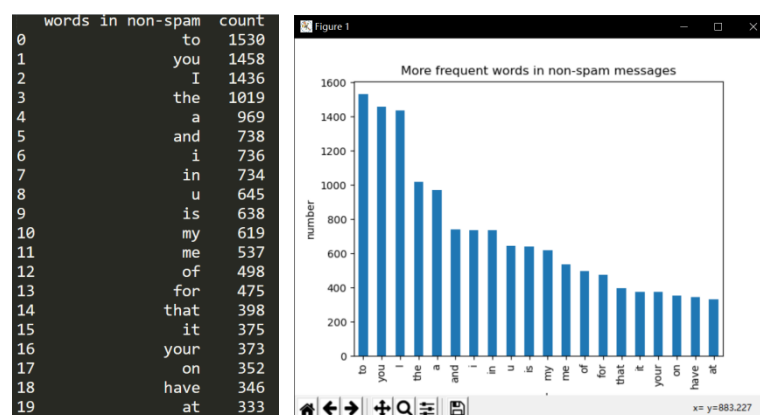 words in non-spam count
0 to 1530
1 you 1458
2 I 1436
3 the 1019
4 a 969
5 and 738
6 i 736
7 in 734
8 u 645
9 is 638
10 my 619
11 me 537
12 of 498
13 for 475
14 that 398
15 it 375
16 your 373
17 on 352
18 have 346
19 at 333
Figure 1
More frequent words in non-spam messages
1600
1400
1200
1000
800
600
400
200
0
number
to
you
I
the
a
and
i
in
u
is
my
me
of
for
that
it
your
on
have
at
x= y=883.227